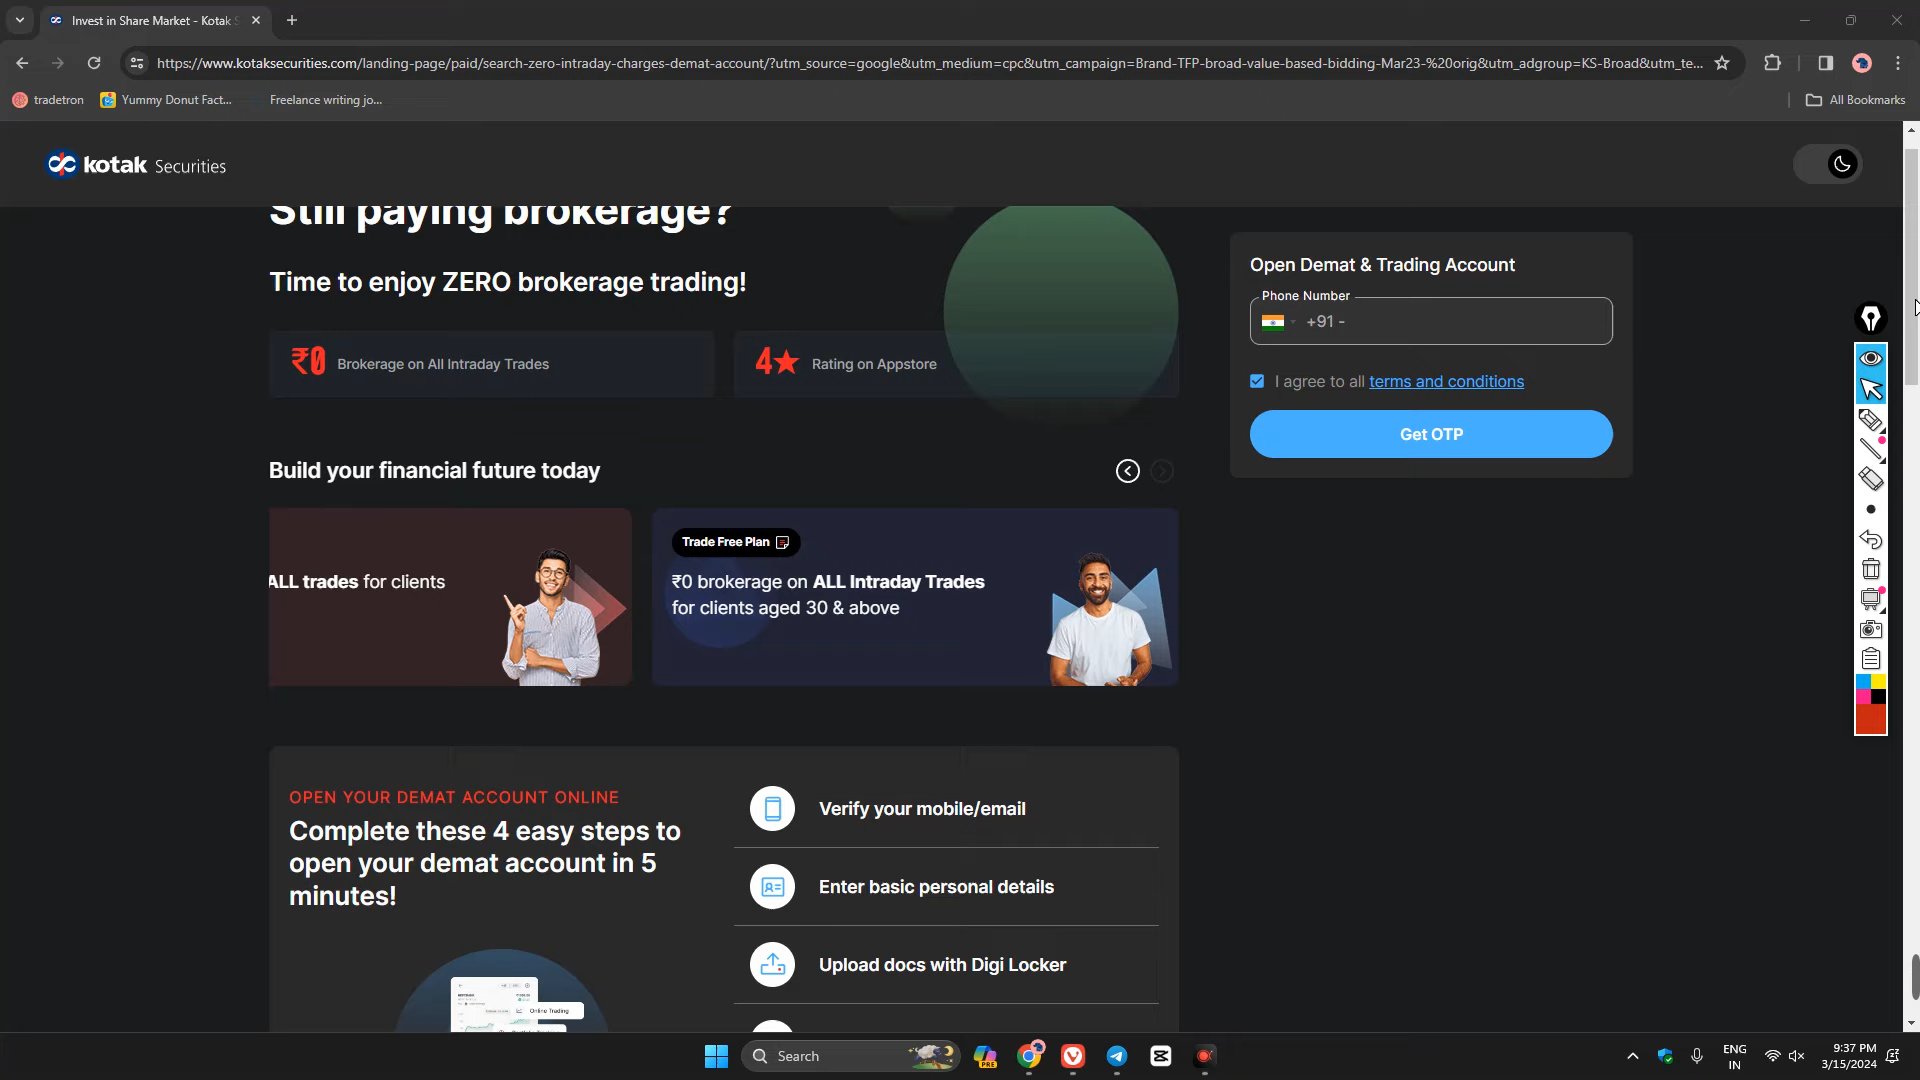 Invest in Share Market - Kotak S
https://www.kotaksecurities.com/landing-page/paid/search-zero-intraday-charges-demat-account/?utm_source=google&utm_medium=cpc&utm_campaign=Brand-TFP-broad-value-based-bidding-Mar23-%20orig&utm_adgroup=KS-Broad&utm_te...
tradetron
Yummy Donut Fact...
Freelance writing jo...
All Bookmarks
kotak Securities
Still paying brokerage?
Time to enjoy ZERO brokerage trading!
₹0 Brokerage on All Intraday Trades
4★ Rating on Appstore
Open Demat & Trading Account
Phone Number
+91 -
I agree to all terms and conditions
Get OTP
Build your financial future today
ALL trades for clients
Trade Free Plan
₹0 brokerage on ALL Intraday Trades
for clients aged 30 & above
OPEN YOUR DEMAT ACCOUNT ONLINE
Complete these 4 easy steps to
open your demat account in 5
minutes!
Verify your mobile/email
Enter basic personal details
Upload docs with Digi Locker
Online Trading
Search
PRE
ENG
IN
9:37 PM
3/15/2024